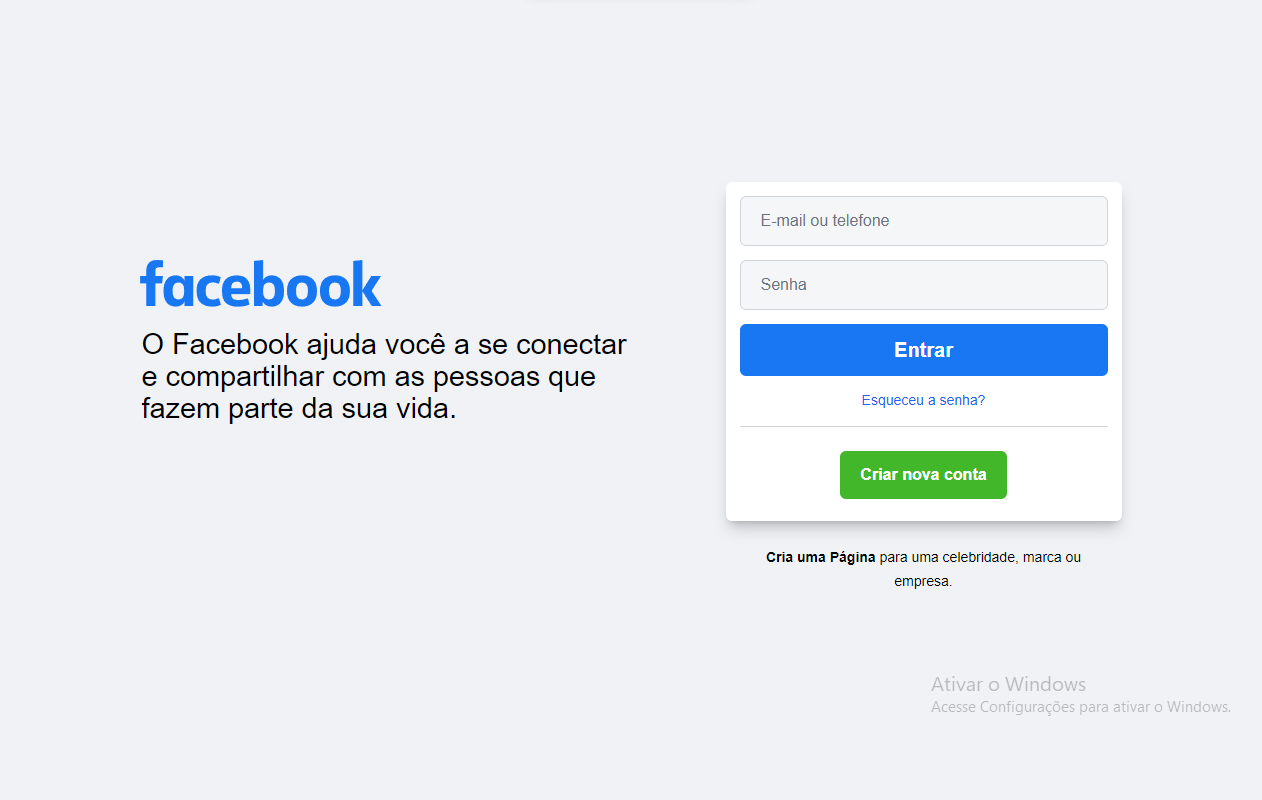 facebook
O Facebook ajuda você a se conectar
e compartilhar com as pessoas que
fazem parte da sua vida.
E-mail ou telefone
Senha
Entrar
Esqueceu a senha?
Criar nova conta
Cria uma Página para uma celebridade, marca ou
empresa.
Ativar o Windows
Acesse Configurações para ativar o Windows.